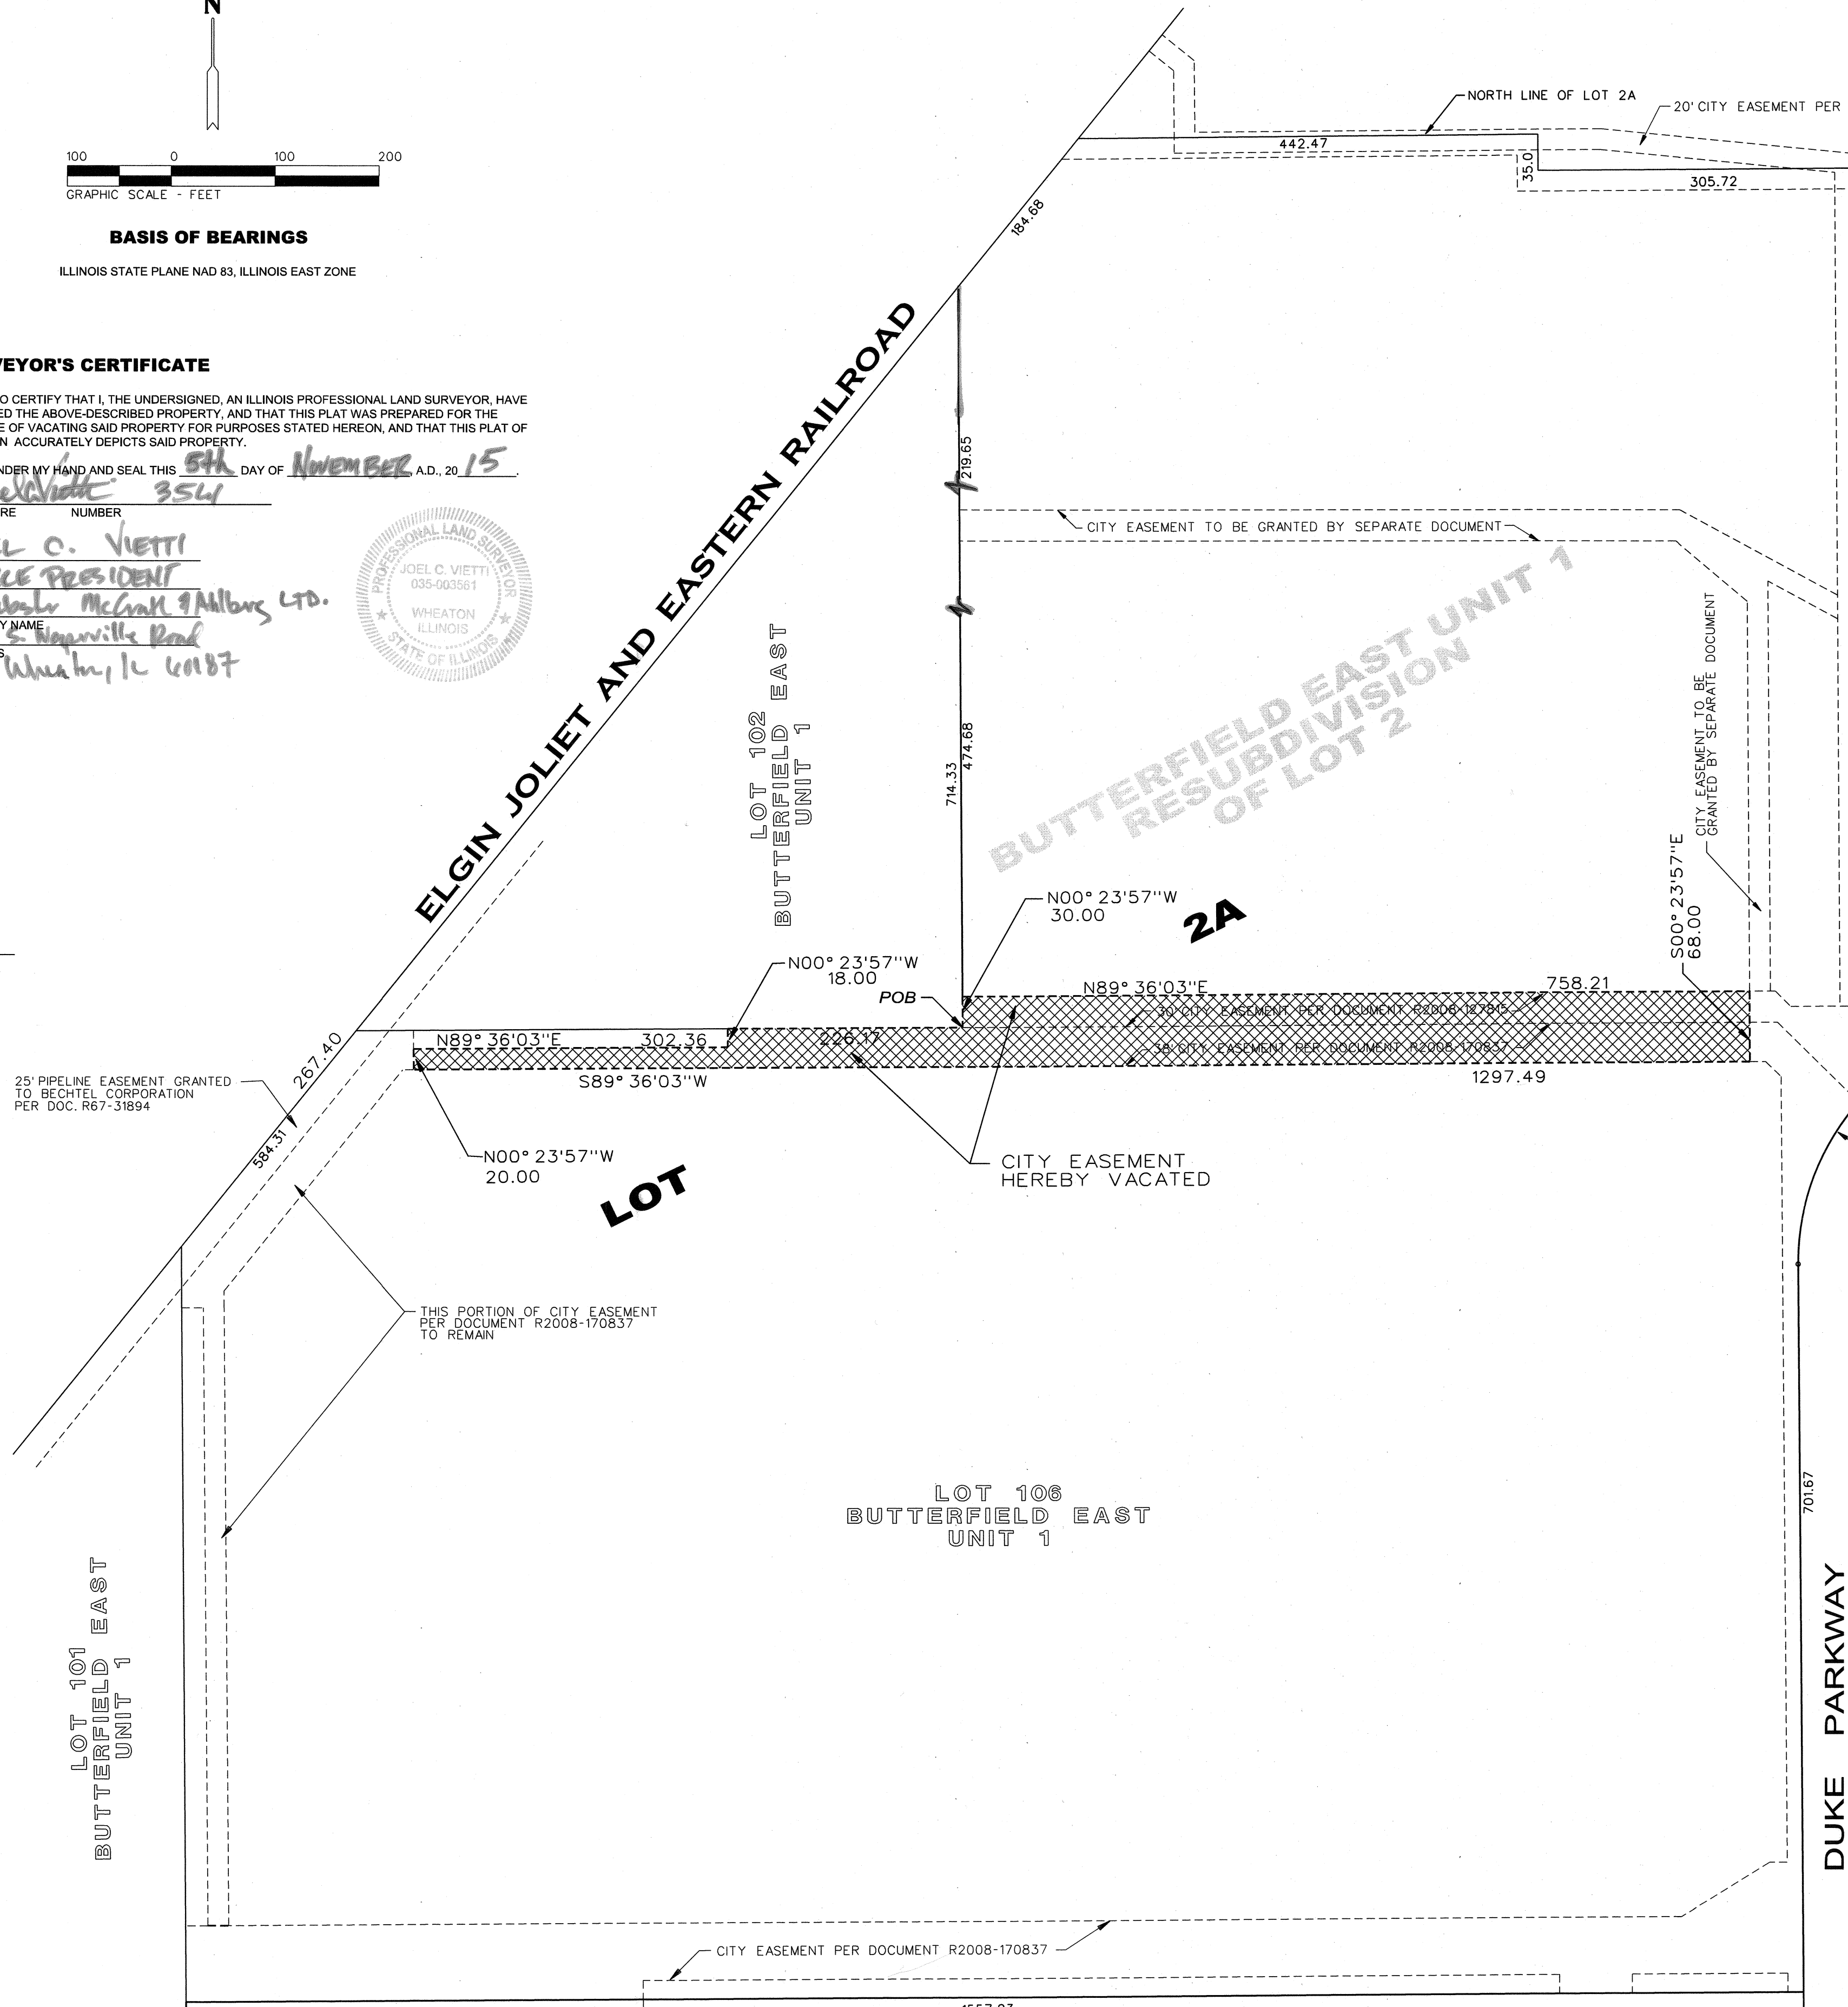 N
100 0 100 200
GRAPHIC SCALE - FEET
BASIS OF BEARINGS
ILLINOIS STATE PLANE NAD 83, ILLINOIS EAST ZONE
VEYOR'S CERTIFICATE
O CERTIFY THAT I, THE UNDERSIGNED, AN ILLINOIS PROFESSIONAL LAND SURVEYOR, HAVE
ED THE ABOVE-DESCRIBED PROPERTY, AND THAT THIS PLAT WAS PREPARED FOR THE
E OF VACATING SAID PROPERTY FOR PURPOSES STATED HEREON, AND THAT THIS PLAT OF
N ACCURATELY DEPICTS SAID PROPERTY.
NDER MY HAND AND SEAL THIS 5th DAY OF NOVEMBER, A.D., 20 15.
RE NUMBER
EL C. VIETTI
ICE PRESIDENT
McGrath & Ahlberg LTD.
Y NAME
S. Road
S
Wheaton, IL 60187
PROFESSIONAL LAND SURVEYOR
JOEL C. VIETTI
035-003561
WHEATON
ILLINOIS
STATE OF ILLINOIS
NORTH LINE OF LOT 2A
20' CITY EASEMENT PER
442.47
35.0
305.72
184.68
ELGIN JOLIET AND EASTERN RAILROAD
219.65
CITY EASEMENT TO BE GRANTED BY SEPARATE DOCUMENT
BUTTERFIELD EAST UNIT 1
RESUBDIVISION
OF LOT 2
LOT 102
BUTTERFIELD EAST
UNIT 1
714.33
474.68
CITY EASEMENT TO BE
GRANTED BY SEPARATE DOCUMENT
S00° 23'57"E
68.00
N00° 23'57"W
30.00
2A
N00° 23'57"W
18.00
POB
N89° 36'03"E
758.21
30' CITY EASEMENT PER DOCUMENT R2008-127815
N89° 36'03"E
302.36
226.17
38' CITY EASEMENT PER DOCUMENT R2008-170837
S89° 36'03"W
1297.49
267.40
25' PIPELINE EASEMENT GRANTED
TO BECHTEL CORPORATION
PER DOC. R67-31894
584.31
N00° 23'57"W
20.00
LOT
CITY EASEMENT
HEREBY VACATED
THIS PORTION OF CITY EASEMENT
PER DOCUMENT R2008-170837
TO REMAIN
LOT 106
BUTTERFIELD EAST
UNIT 1
701.67
LOT 101
BUTTERFIELD EAST
UNIT 1
DUKE PARKWAY
CITY EASEMENT PER DOCUMENT R2008-170837